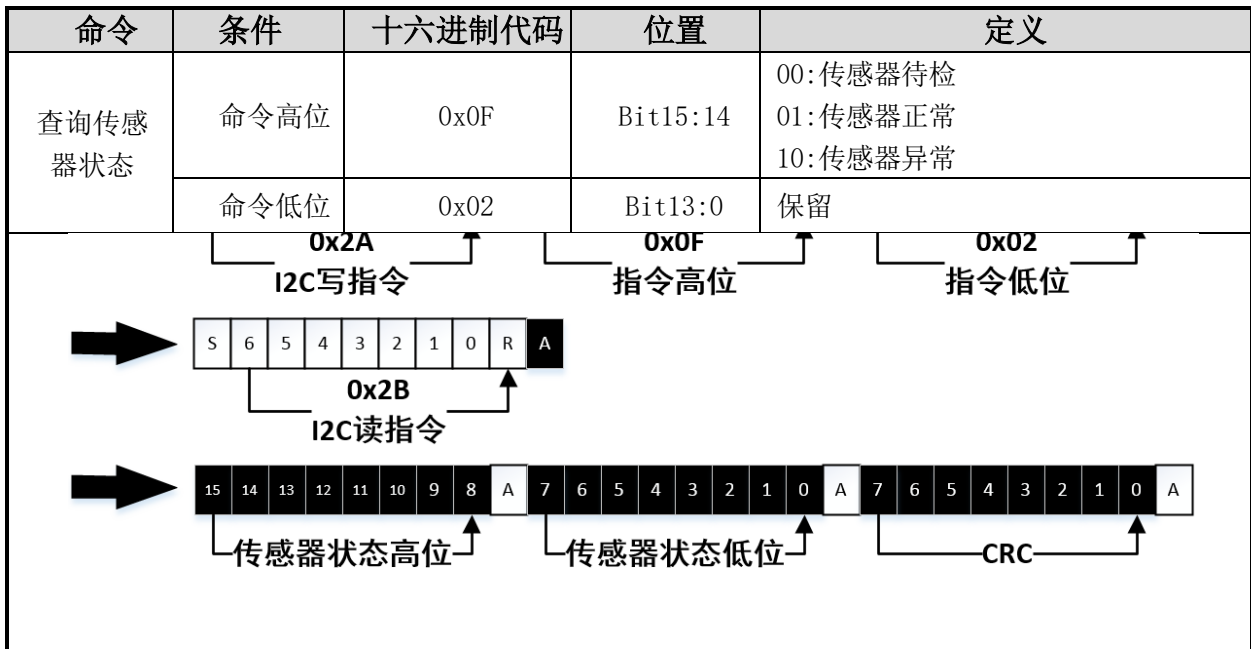 命令 条件 十六进制代码 位置 定义
查询传感器状态 命令高位 0x0F Bit15:14 00:传感器待检
01:传感器正常
10:传感器异常
命令低位 0x02 Bit13:0 保留
0x2A 0x0F 0x02
I2C写指令 指令高位 指令低位
S 6 5 4 3 2 1 0 R A
0x2B
I2C读指令
15 14 13 12 11 10 9 8 A 7 6 5 4 3 2 1 0 A 7 6 5 4 3 2 1 0 A
传感器状态高位 传感器状态低位 CRC